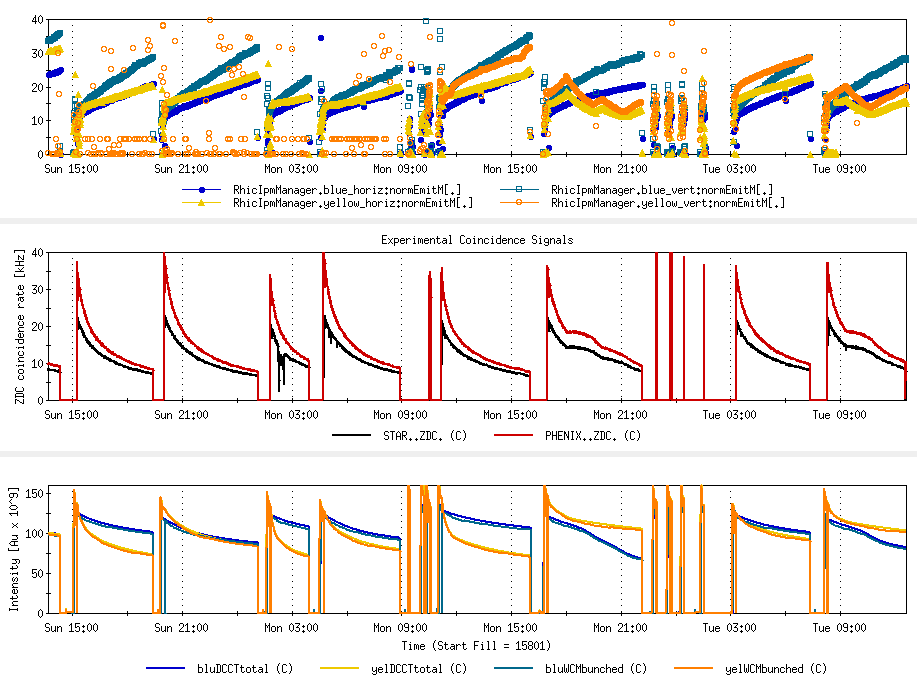 40
30
20
10
0
Sun 15:00 Sun 21:00 Mon 03:00 Mon 09:00 Mon 15:00 Mon 21:00 Tue 03:00 Tue 09:00
RhicIpmManager.blue_horiz:normEmitM[.] RhicIpmManager.blue_vert:normEmitM[.]
RhicIpmManager.yellow_horiz:normEmitM[.] RhicIpmManager.yellow_vert:normEmitM[.]
Experimental Coincidence Signals
ZDC coincidence rate [kHz]
40
30
20
10
0
Sun 15:00 Sun 21:00 Mon 03:00 Mon 09:00 Mon 15:00 Mon 21:00 Tue 03:00 Tue 09:00
STAR..ZDC. (C) PHENIX..ZDC. (C)
Intensity [Au x 10^9]
150
100
50
0
Sun 15:00 Sun 21:00 Mon 03:00 Mon 09:00 Mon 15:00 Mon 21:00 Tue 03:00 Tue 09:00
Time (Start Fill = 15801)
bluDCCTtotal (C) yelDCCTtotal (C) bluWCMbunched (C) yelWCMbunched (C)